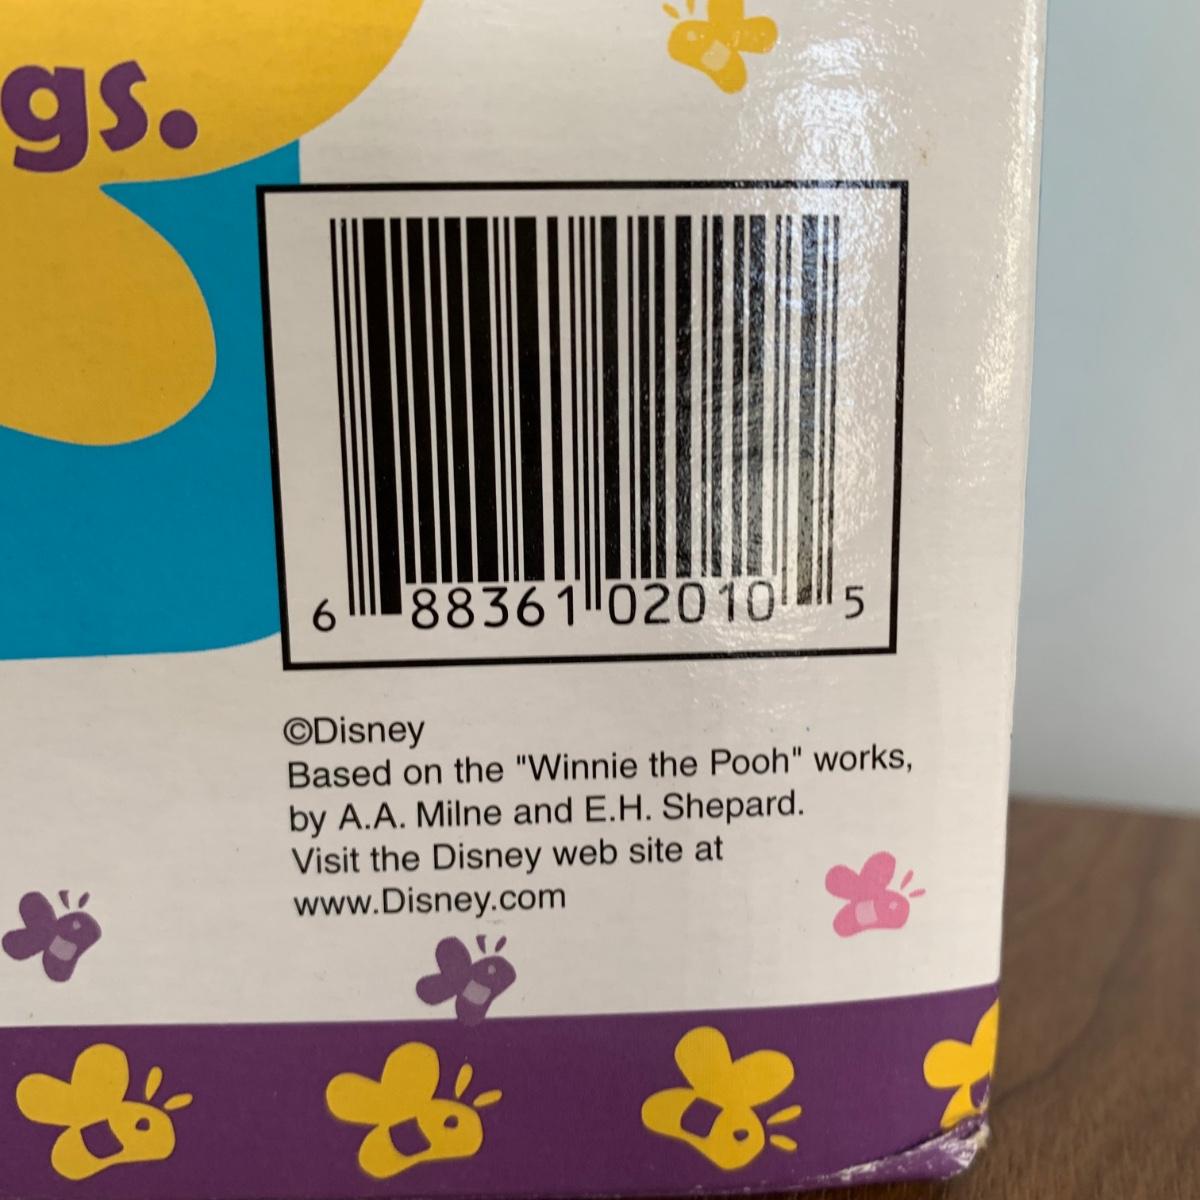 gs.
6 88361 02010 5
©Disney
Based on the "Winnie the Pooh" works,
by A.A. Milne and E.H. Shepard.
Visit the Disney web site at
www.Disney.com